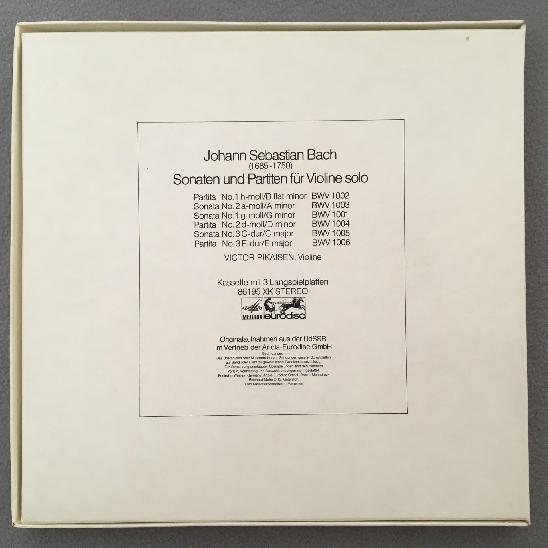 Johann Sebastian Bach
(1685-1750)
Sonaten und Partiten für Violine solo
Partita No. 1 h-moll/B flat minor BWV 1002
Sonata No. 2 a-moll/A minor BWV 1003
Sonata No. 1 g-moll/G minor BWV 1001
Partita No. 2 d-moll/D minor BWV 1004
Sonata No. 3 C-dur/C major BWV 1005
Partita No. 3 E-dur/E major BWV 1006
VICTOR PIKAISEN, Violine
Kassette mit 3 Langspielplatten
86195 XK STEREO
eurodisc
Originalaufnahmen aus der UdSSR
im Vertrieb der Ariola-Eurodisc GmbH